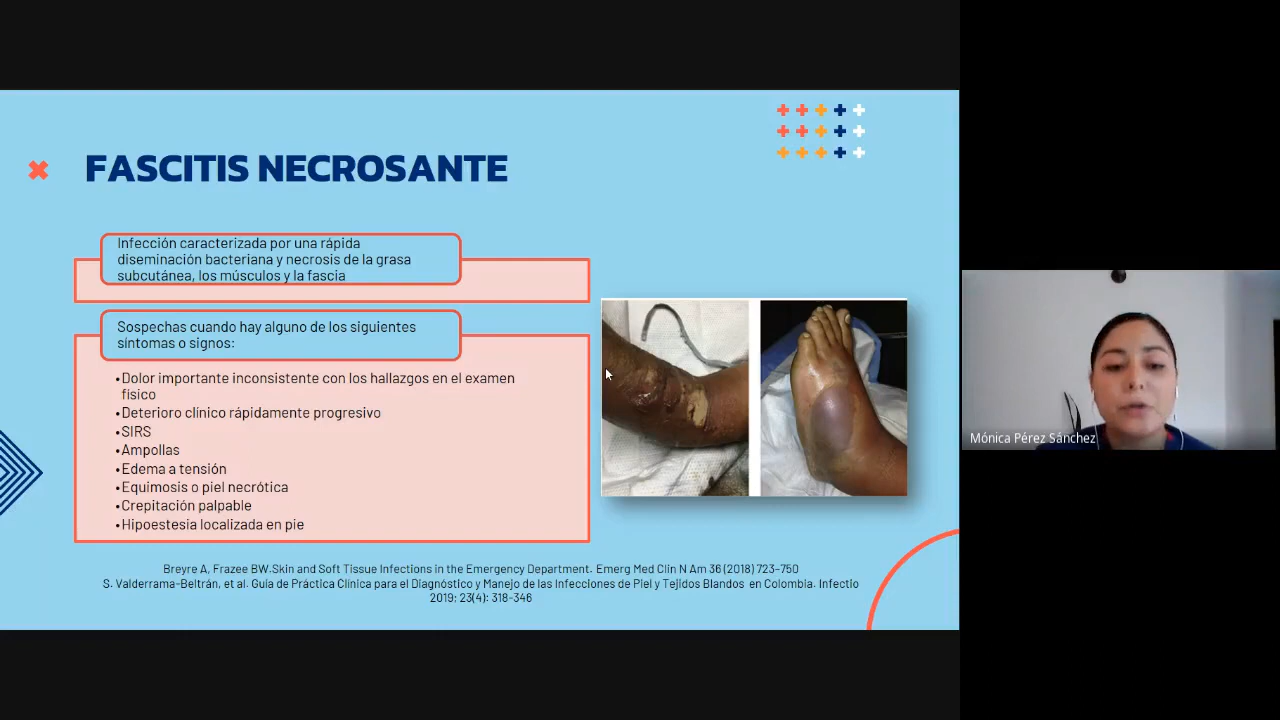 FASCITIS NECROSANTE
Infección caracterizada por una rápida
diseminación bacteriana y necrosis de la grasa
subcutánea, los músculos y la fascia
Sospechas cuando hay alguno de los siguientes
síntomas o signos:
•Dolor importante inconsistente con los hallazgos en el examen
físico
•Deterioro clínico rápidamente progresivo
•SIRS
•Ampollas
•Edema a tensión
•Equimosis o piel necrótica
•Crepitación palpable
•Hipoestesia localizada en pie
Breyre A, Frazee BW.Skin and Soft Tissue Infections in the Emergency Department. Emerg Med Clin N Am 36 (2018) 723–750
S. Valderrama-Beltrán, et al. Guía de Práctica Clínica para el Diagnóstico y Manejo de las Infecciones de Piel y Tejidos Blandos en Colombia. Infectio
2019; 23(4): 318-346
Mónica Pérez Sánchez